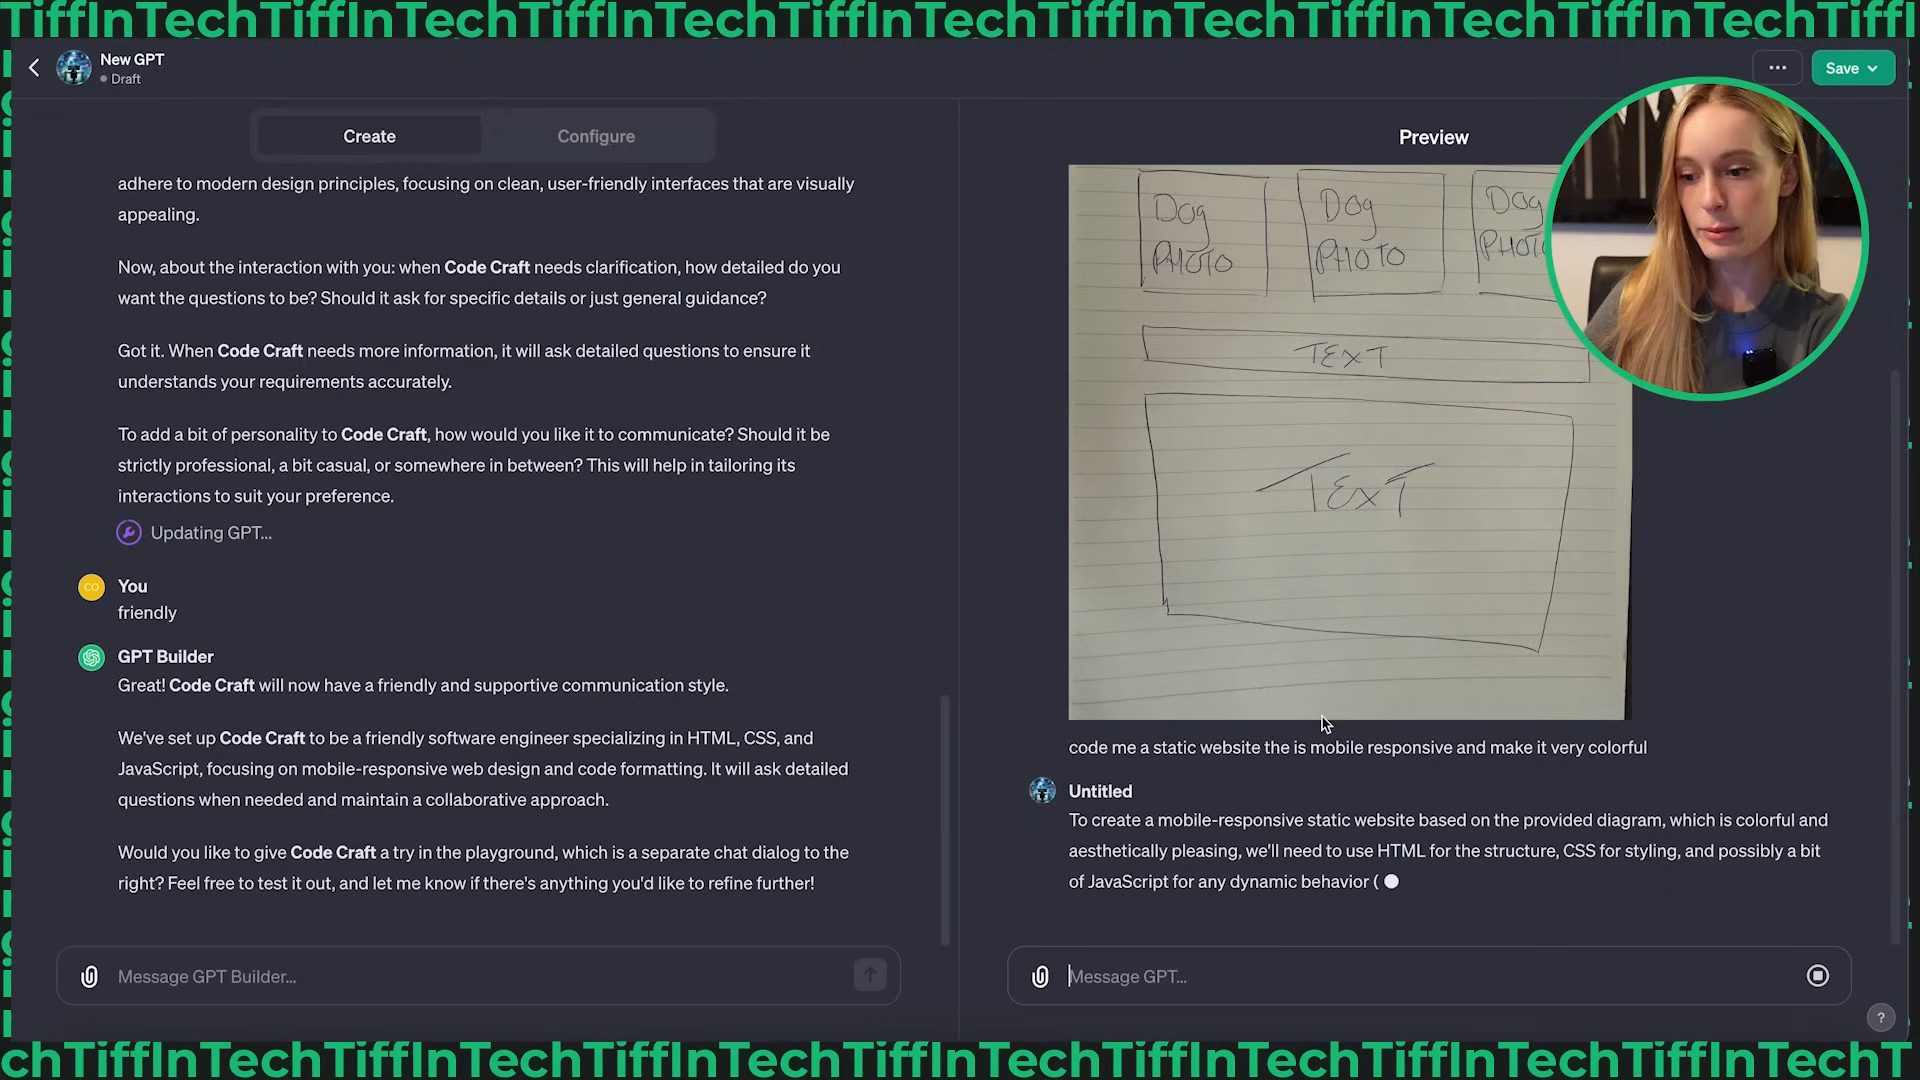 TiffInTechTiffInTechTiffInTechTiffInTechTiffInTechTiffInTechTiffInTechTiffI
New GPT
Draft
Save
Create
Configure
adhere to modern design principles, focusing on clean, user-friendly interfaces that are visually
appealing.
Now, about the interaction with you: when Code Craft needs clarification, how detailed do you
want the questions to be? Should it ask for specific details or just general guidance?
Got it. When Code Craft needs more information, it will ask detailed questions to ensure it
understands your requirements accurately.
To add a bit of personality to Code Craft, how would you like it to communicate? Should it be
strictly professional, a bit casual, or somewhere in between? This will help in tailoring its
interactions to suit your preference.
Updating GPT...
CO
You
friendly
GPT Builder
Great! Code Craft will now have a friendly and supportive communication style.
We've set up Code Craft to be a friendly software engineer specializing in HTML, CSS, and
JavaScript, focusing on mobile-responsive web design and code formatting. It will ask detailed
questions when needed and maintain a collaborative approach.
Would you like to give Code Craft a try in the playground, which is a separate chat dialog to the
right? Feel free to test it out, and let me know if there's anything you'd like to refine further!
Message GPT Builder...
Preview
Dog Dog Dog
PHOTO PHOTO PHOTO
TEXT
TEXT
code me a static website the is mobile responsive and make it very colorful
Untitled
To create a mobile-responsive static website based on the provided diagram, which is colorful and
aesthetically pleasing, we'll need to use HTML for the structure, CSS for styling, and possibly a bit
of JavaScript for any dynamic behavior (
Message GPT...
?
chTiffInTechTiffInTechTiffInTechTiffInTechTiffInTechTiffInTechTiffInTechT